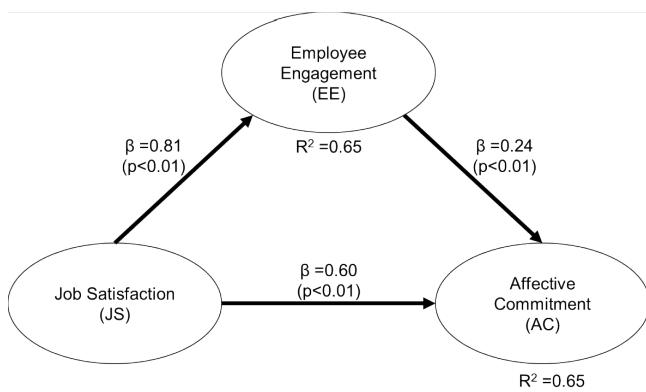 Employee
Engagement
(EE)
R² =0.65
β =0.81
(p<0.01)
β =0.24
(p<0.01)
Job Satisfaction
(JS)
β =0.60
(p<0.01)
Affective
Commitment
(AC)
R² =0.65